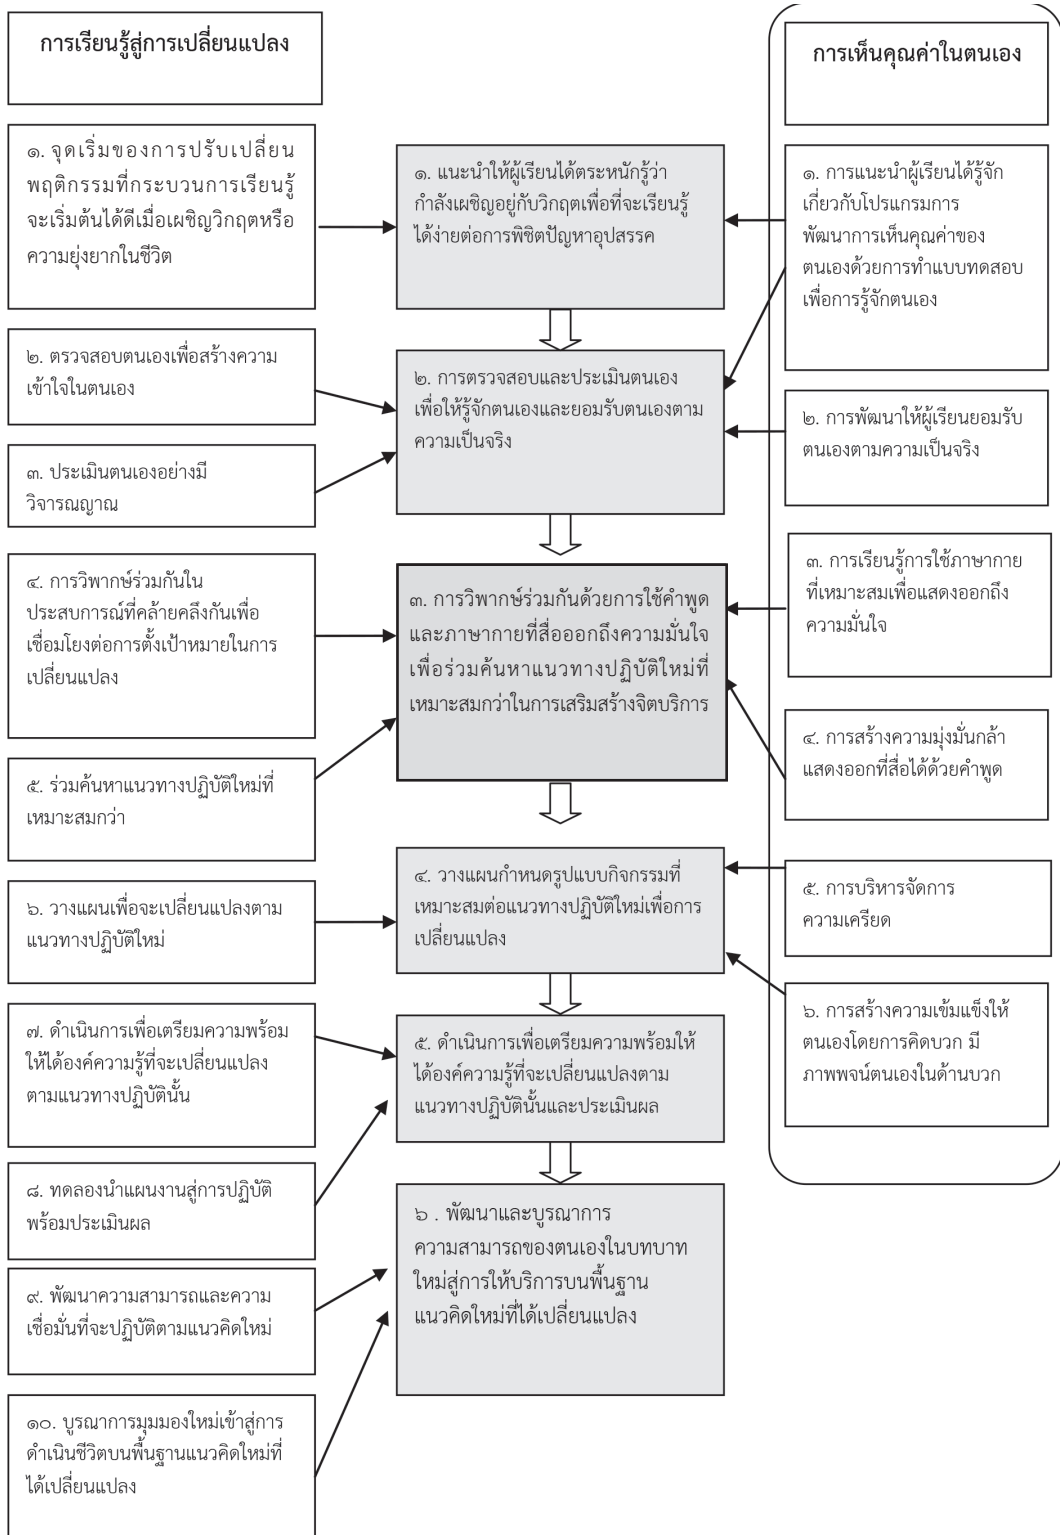 การเรียนรู้สู่การเปลี่ยนแปลง
๑. จุดเริ่มของการปรับเปลี่ยน
พฤติกรรมที่กระบวนการเรียนรู้
จะเริ่มต้นได้ดีเมื่อเผชิญวิกฤตหรือ
ความยุ่งยากในชีวิต
๒. ตรวจสอบตนเองเพื่อสร้างความ
เข้าใจในตนเอง
๓. ประเมินตนเองอย่างมี
วิจารณญาณ
๔. การวิพากษ์ร่วมกันใน
ประสบการณ์ที่คล้ายคลึงกันเพื่อ
เชื่อมโยงต่อการตั้งเป้าหมายในการ
เปลี่ยนแปลง
๕. ร่วมค้นหาแนวทางปฏิบัติใหม่ที่
เหมาะสมกว่า
๖. วางแผนเพื่อจะเปลี่ยนแปลงตาม
แนวทางปฏิบัติใหม่
๗. ดำเนินการเพื่อเตรียมความพร้อม
ให้ได้องค์ความรู้ที่จะเปลี่ยนแปลง
ตามแนวทางปฏิบัตินั้น
๘. ทดลองนำแผนงานสู่การปฏิบัติ
พร้อมประเมินผล
๙. พัฒนาความสามารถและความ
เชื่อมั่นที่จะปฏิบัติตามแนวคิดใหม่
๑๐. บูรณาการมุมมองใหม่เข้าสู่การ
ดำเนินชีวิตบนพื้นฐานแนวคิดใหม่ที่
ได้เปลี่ยนแปลง
๑. แนะนำให้ผู้เรียนได้ตระหนักรู้ว่า
กำลังเผชิญอยู่กับวิกฤตเพื่อที่จะเรียนรู้
ได้ง่ายต่อการพิชิตปัญหาอุปสรรค
๒. การตรวจสอบและประเมินตนเอง
เพื่อให้รู้จักตนเองและยอมรับตนเองตาม
ความเป็นจริง
๓. การวิพากษ์ร่วมกันด้วยการใช้คำพูด
และภาษากายที่สื่อออกถึงความมั่นใจ
เพื่อร่วมค้นหาแนวทางปฏิบัติใหม่ที่
เหมาะสมกว่าในการเสริมสร้างจิตบริการ
๔. วางแผนกำหนดรูปแบบกิจกรรมที่
เหมาะสมต่อแนวทางปฏิบัติใหม่เพื่อการ
เปลี่ยนแปลง
๕. ดำเนินการเพื่อเตรียมความพร้อมให้
ได้องค์ความรู้ที่จะเปลี่ยนแปลงตาม
แนวทางปฏิบัตินั้นและประเมินผล
๖ . พัฒนาและบูรณาการ
ความสามารถของตนเองในบทบาท
ใหม่สู่การให้บริการบนพื้นฐาน
แนวคิดใหม่ที่ได้เปลี่ยนแปลง
การเห็นคุณค่าในตนเอง
๑. การแนะนำผู้เรียนได้รู้จัก
เกี่ยวกับโปรแกรมการ
พัฒนาการเห็นคุณค่าของ
ตนเองด้วยการทำแบบทดสอบ
เพื่อการรู้จักตนเอง
๒. การพัฒนาให้ผู้เรียนยอมรับ
ตนเองตามความเป็นจริง
๓. การเรียนรู้การใช้ภาษากาย
ที่เหมาะสมเพื่อแสดงออกถึง
ความมั่นใจ
๔. การสร้างความมุ่งมั่นกล้า
แสดงออกที่สื่อได้ด้วยคำพูด
๕. การบริหารจัดการ
ความเครียด
๖. การสร้างความเข้มแข็งให้
ตนเองโดยการคิดบวก มี
ภาพพจน์ตนเองในด้านบวก